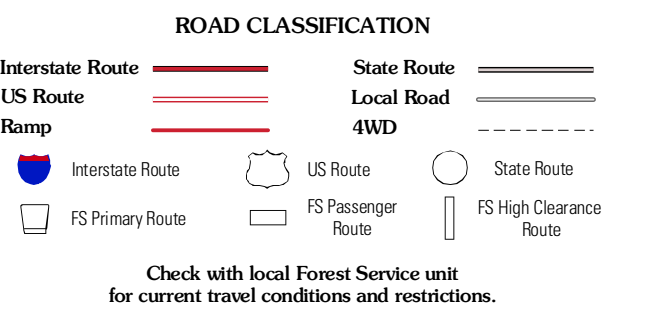 ROAD CLASSIFICATION
Interstate Route
State Route
US Route
Local Road
Ramp
4WD
Interstate Route
US Route
State Route
FS Primary Route
FS Passenger
Route
FS High Clearance
Route
Check with local Forest Service unit
for current travel conditions and restrictions.